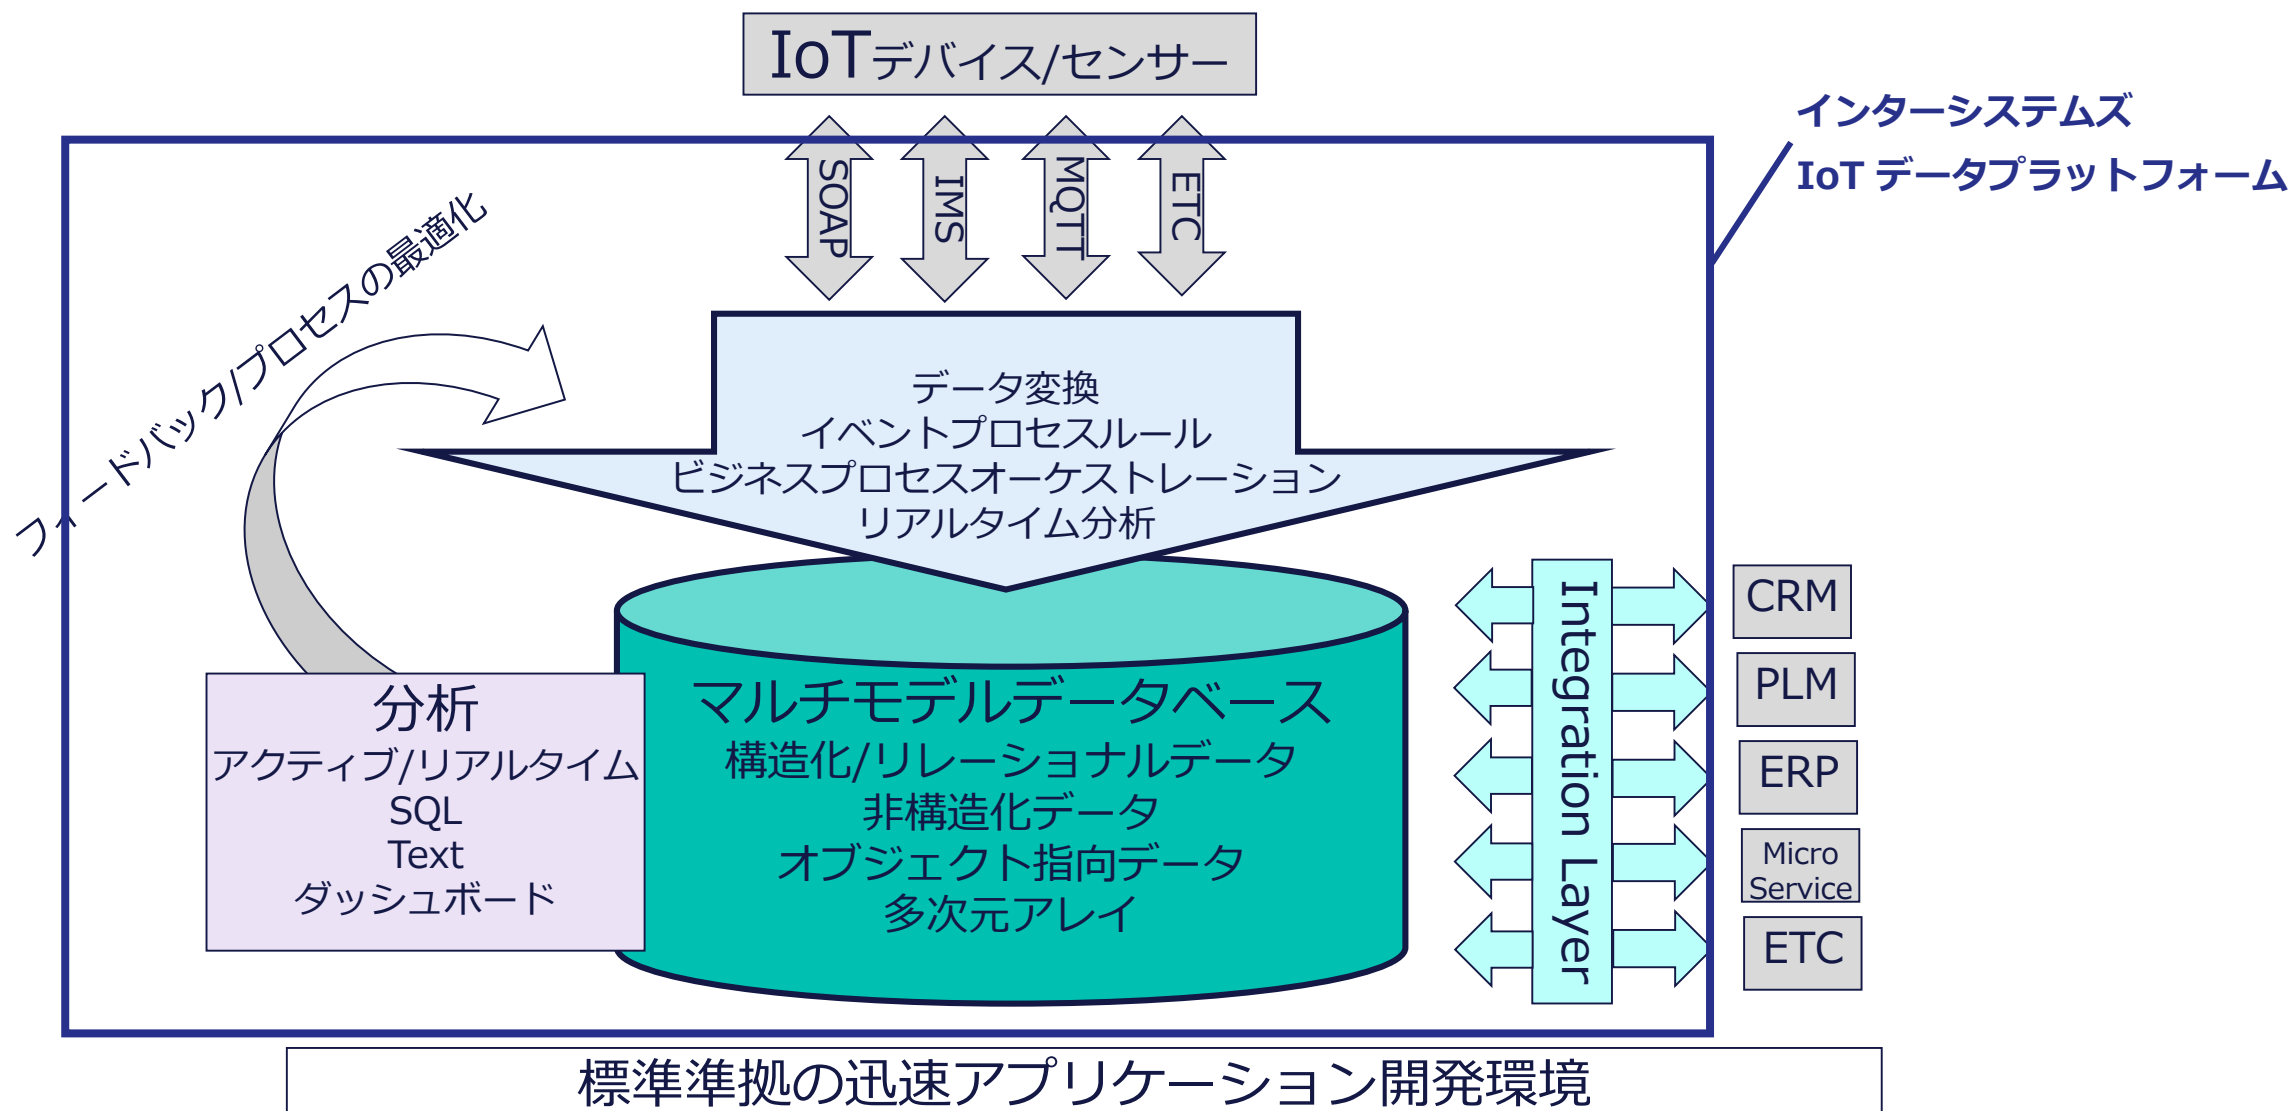 IoTデバイス/センサー
インターシステムズ
IoT データプラットフォーム
SOAP
IMS
MQTT
ETC
フィードバック/プロセスの最適化
データ変換
イベントプロセスルール
ビジネスプロセスオーケストレーション
リアルタイム分析
分析
アクティブ/リアルタイム
SQL
Text
ダッシュボード
マルチモデルデータベース
構造化/リレーショナルデータ
非構造化データ
オブジェクト指向データ
多次元アレイ
Integration Layer
CRM
PLM
ERP
Micro
Service
ETC
標準準拠の迅速アプリケーション開発環境